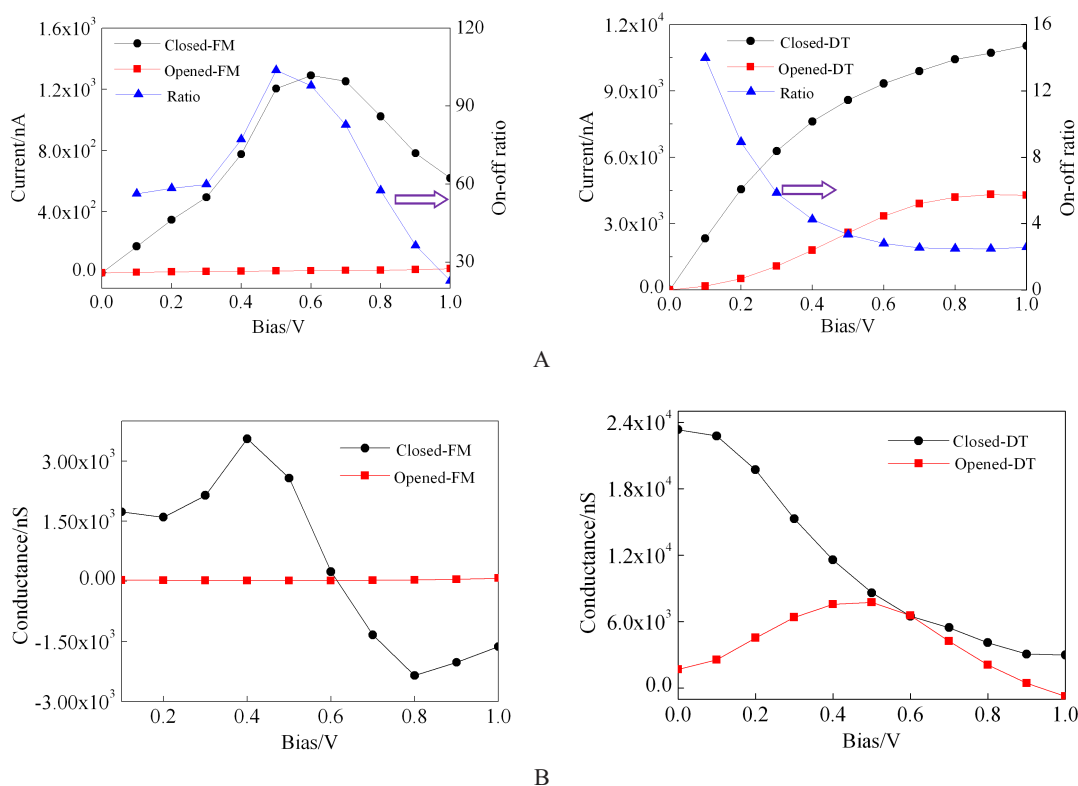 1.6x10³
1.2x10³
8.0x10²
4.0x10²
0.0
Current/nA
Closed-FM
Opened-FM
Ratio
120
90
60
30
On-off ratio
0.0 0.2 0.4 0.6 0.8 1.0
Bias/V
1.2x10⁴
9.0x10³
6.0x10³
3.0x10³
0.0
Current/nA
Closed-DT
Opened-DT
Ratio
16
12
8
4
0
On-off ratio
0.0 0.2 0.4 0.6 0.8 1.0
Bias/V
A
3.00x10³
1.50x10³
0.00
-1.50x10³
-3.00x10³
Conductance/nS
Closed-FM
Opened-FM
0.2 0.4 0.6 0.8 1.0
Bias/V
2.4x10⁴
1.8x10⁴
1.2x10⁴
6.0x10³
0.0
Conductance/nS
Closed-DT
Opened-DT
0.0 0.2 0.4 0.6 0.8 1.0
Bias/V
B